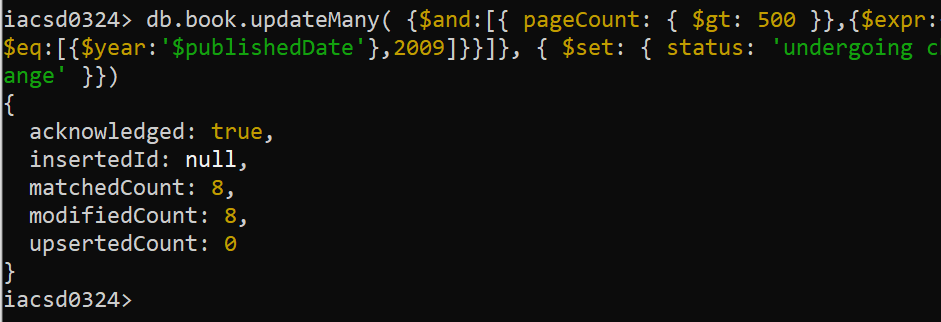 iacsd0324> db.book.updateMany( {$and:[{ pageCount: { $gt: 500 }},{$expr:
$eq:[{$year:'$publishedDate'},2009]}}]}, { $set: { status: 'undergoing c
ange' }})
{
  acknowledged: true,
  insertedId: null,
  matchedCount: 8,
  modifiedCount: 8,
  upsertedCount: 0
}
iacsd0324>